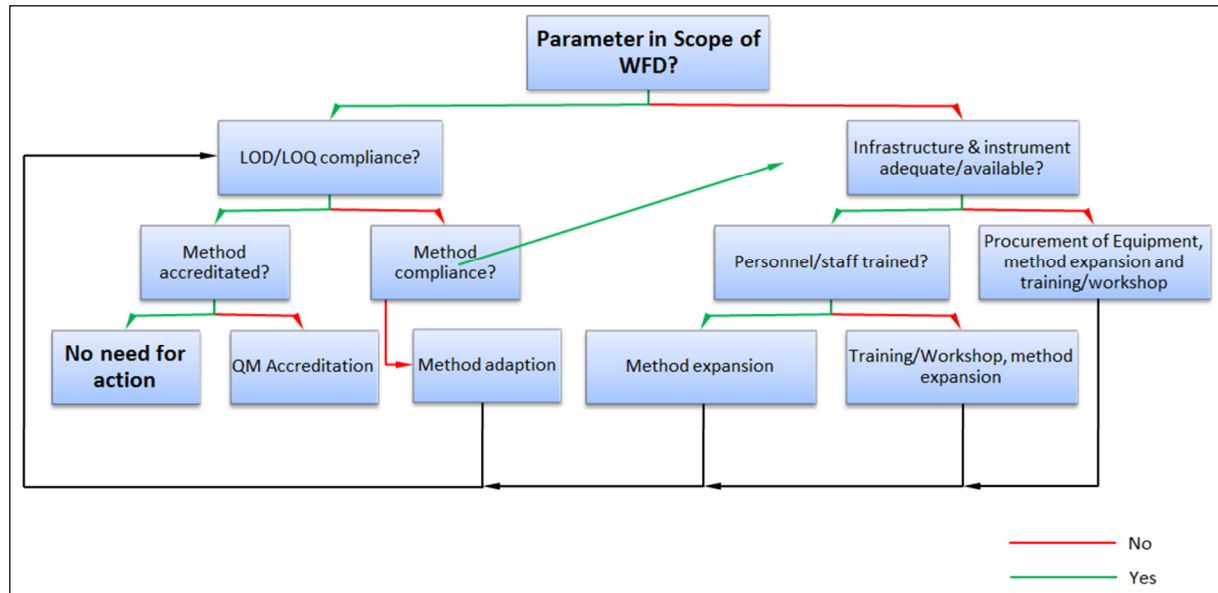 Parameter in Scope of
WFD?
LOD/LOQ compliance?
Infrastructure & instrument
adequate/available?
Method
accreditated?
Method
compliance?
Personnel/staff trained?
Procurement of Equipment,
method expansion and
training/workshop
No need for
action
QM Accreditation
Method adaption
Method expansion
Training/Workshop, method
expansion
No
Yes